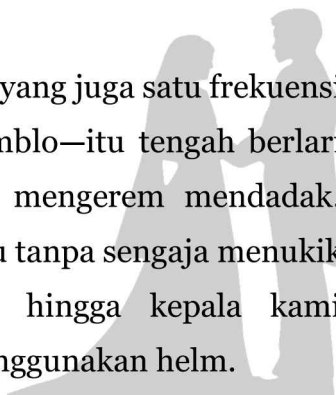 yang juga satu frekuensi
mblo—itu tengah berlari
mengerem mendadak.
u tanpa sengaja menukik
hingga kepala kami
nggunakan helm.